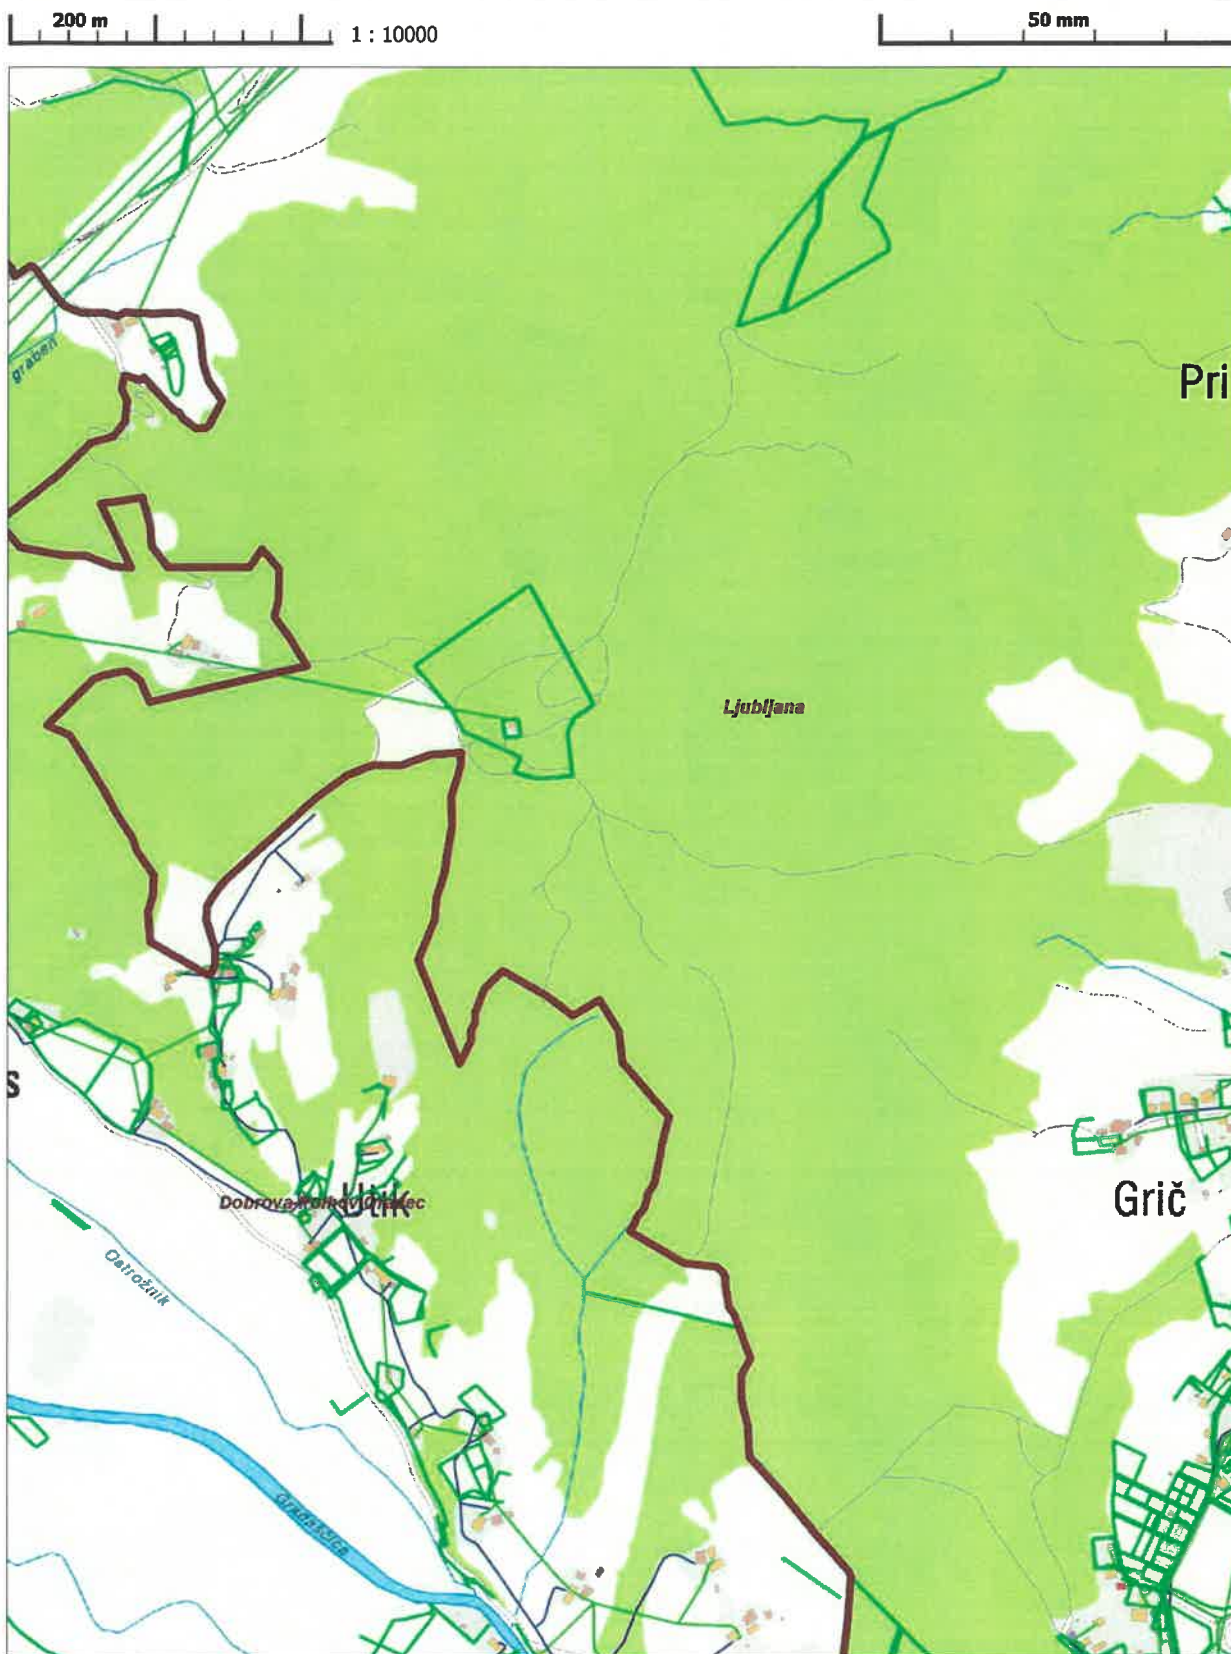 200 m
1 : 10000
50 mm
graben
Pri
Ljubljana
s
Dobrova-Polhov Gradec
Utik
Grič
Ostrožnik
Gradaščica